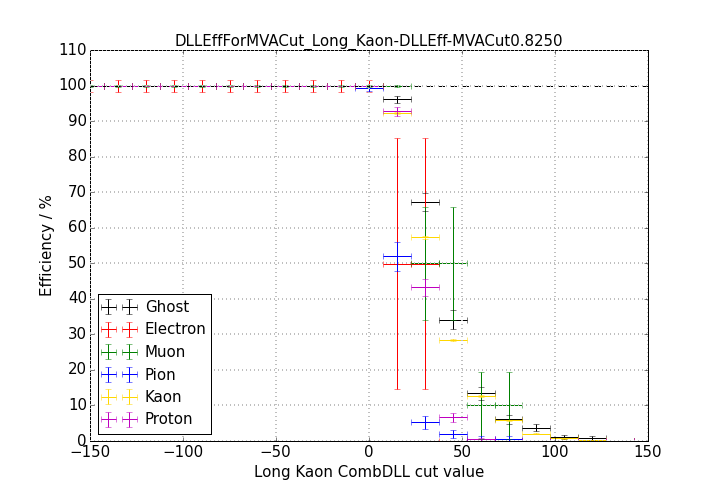 DLLEffForMVACut_Long_Kaon-DLLEff-MVACut0.8250
110
100
90
80
70
60
50
40
30
20
10
0
Efficiency / %
Ghost
Electron
Muon
Pion
Kaon
Proton
−150 −100 −50 0 50 100 150
Long Kaon CombDLL cut value